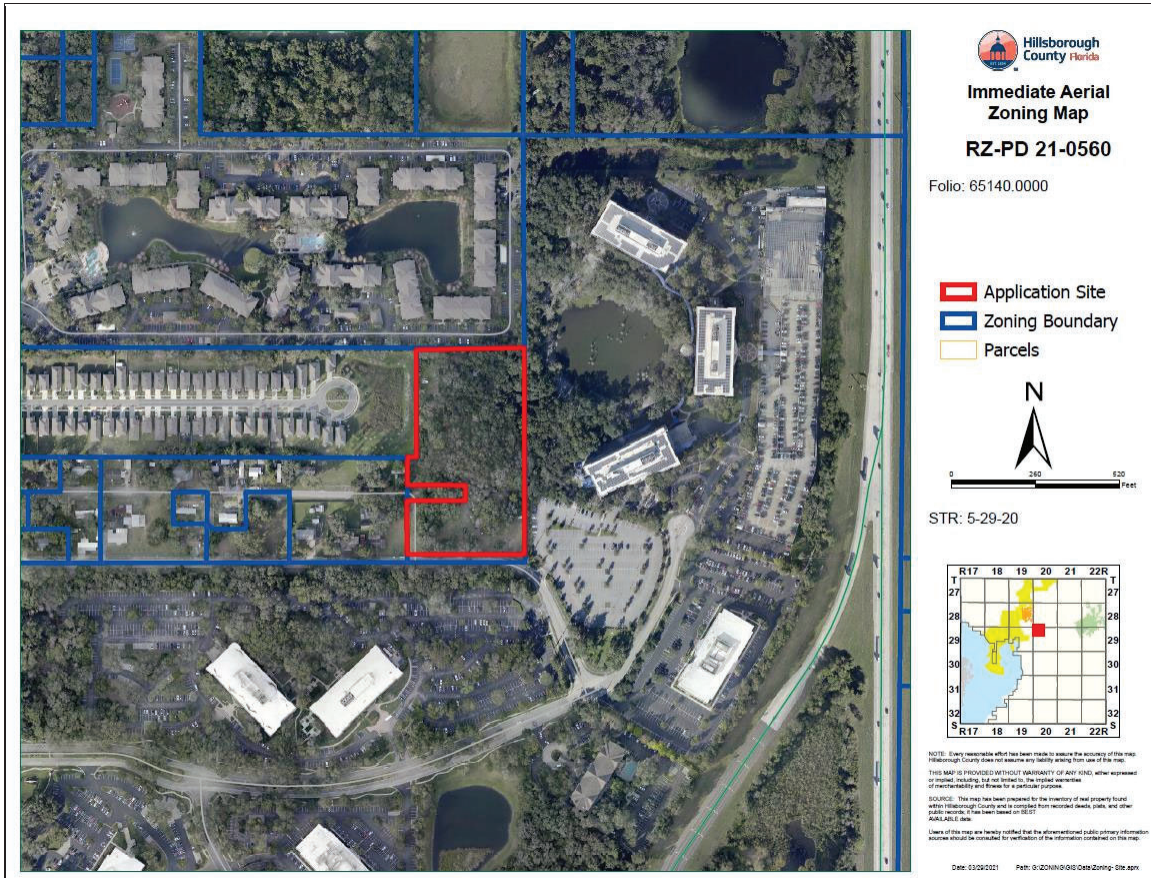 Hillsborough
County Florida
Immediate Aerial
Zoning Map
RZ-PD 21-0560
Folio: 65140.0000
Application Site
Zoning Boundary
Parcels
N
0 260 520
Feet
STR: 5-29-20
R17 18 19 20 21 22R
T T
27 27
28 28
29 29
30 30
31 31
32 32
S S
R17 18 19 20 21 22R
NOTE: Every reasonable effort has been made to assure the accuracy of this map.
Hillsborough County does not assume any liability arising from use of this map.
THIS MAP IS PROVIDED WITHOUT WARRANTY OF ANY KIND, either expressed
or implied, including, but not limited to, the implied warranties
of merchantability and fitness for a particular purpose.
SOURCE: This map has been prepared for the inventory of real property found
within Hillsborough County and is compiled from recorded deeds, plats, and other
public records; it has been based on BEST
AVAILABLE data.
Users of this map are hereby notified that the aforementioned public primary information
sources should be consulted for verification of the information contained on this map.
Date: 03/29/2021 Path: G:\ZONING\GIS\Data\Zoning- Site.aprx